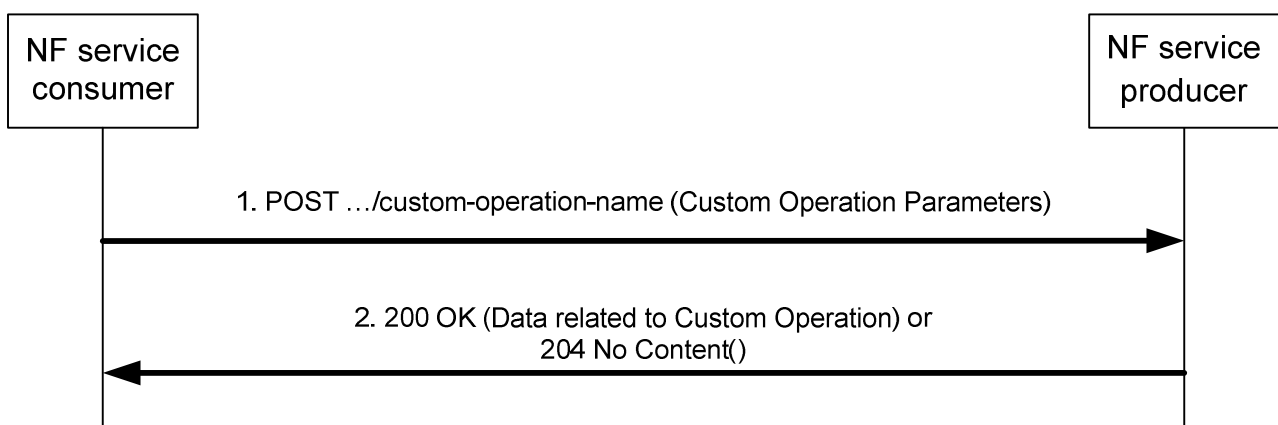 NF service
consumer
NF service
producer
1. POST …/custom-operation-name (Custom Operation Parameters)
2. 200 OK (Data related to Custom Operation) or
204 No Content()